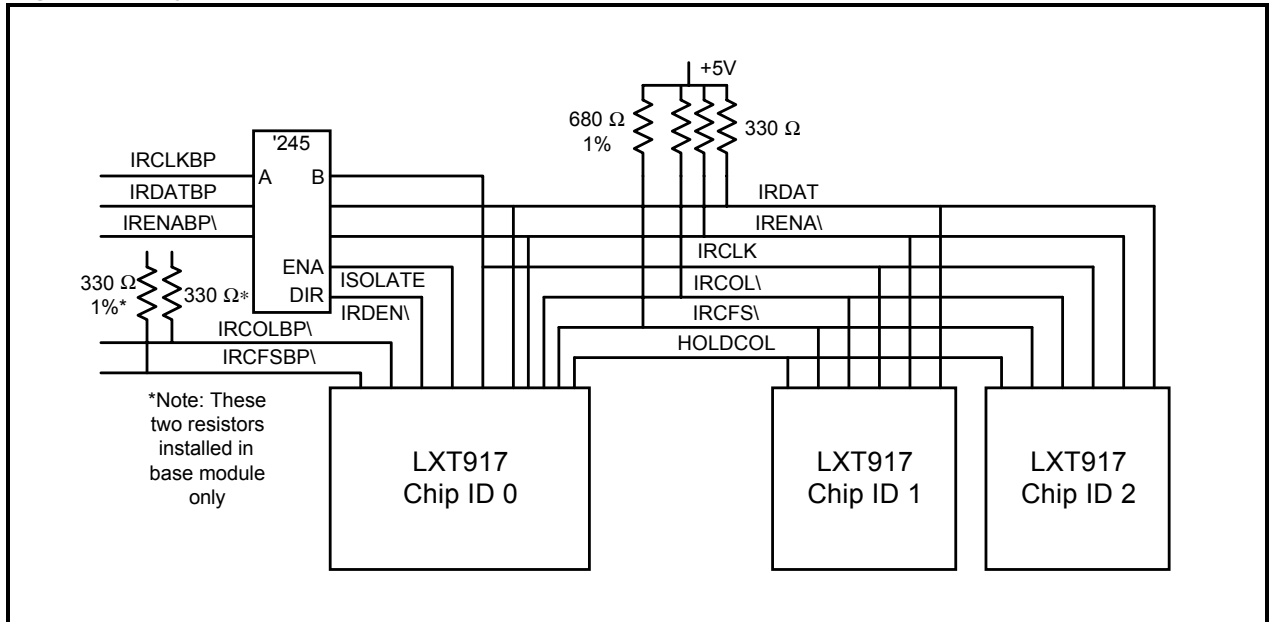 +5V
680 Ω
1%
330 Ω
'245
IRCLKBP
A B
IRDATBP
IRDAT
IRENABP\
IRENA\
IRCLK
ENA
ISOLATE
IRCOL\
330 Ω
1%*
330 Ω*
DIR
IRDEN\
IRCFS\
IRCOLBP\
HOLDCOL
IRCFSBP\
*Note: These
two resistors
installed in
base module
only
LXT917
Chip ID 0
LXT917
Chip ID 1
LXT917
Chip ID 2